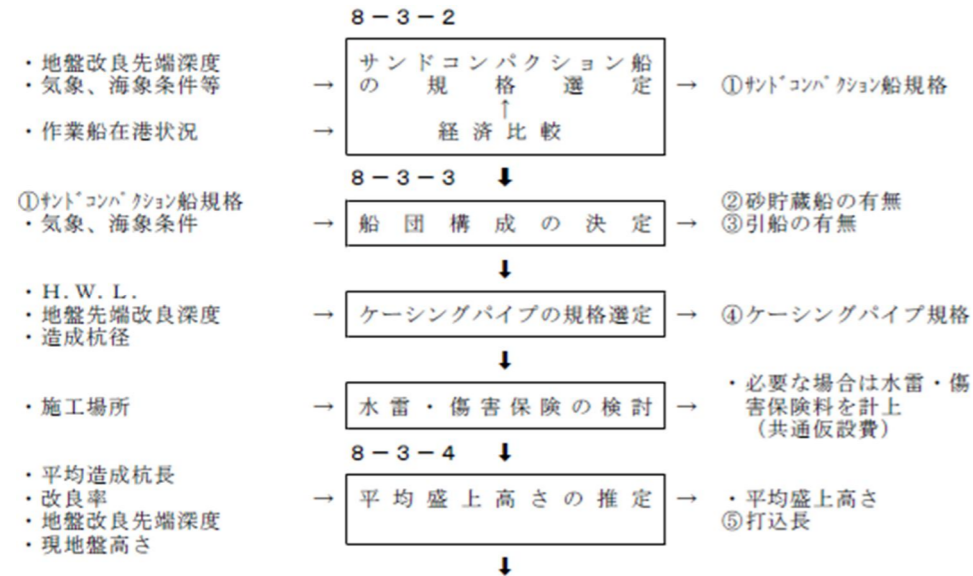 ８－３－２
・地盤改良先端深度
・気象、海象条件等
・作業船在港状況
→
→
サンドコンパクション船
の規格選定
↑
経済比較
→ ①ｻﾝﾄﾞｺﾝﾊﾟｸｼｮﾝ船規格
８－３－３ ⬇
①ｻﾝﾄﾞｺﾝﾊﾟｸｼｮﾝ船規格
・気象、海象条件
→ 船団構成の決定 →
②砂貯蔵船の有無
③引船の有無
⬇
・H.W.L.
・地盤先端改良深度
・造成杭径
→ ケーシングパイプの規格選定 → ④ケーシングパイプ規格
⬇
・施工場所 → 水雷・傷害保険の検討 →
・必要な場合は水雷・傷
害保険料を計上
（共通仮設費）
８－３－４ ⬇
・平均造成杭長
・改良率
・地盤改良先端深度
・現地盤高さ
→ 平均盛上高さの推定 →
・平均盛上高さ
⑤打込長
⬇